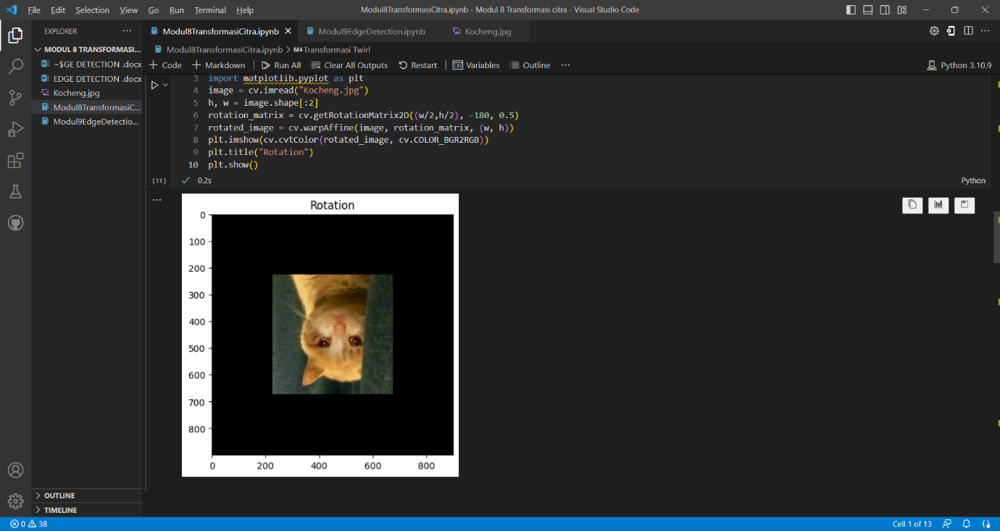 File Edit Selection View Go Run Terminal Help
Modul8TransformasiCitra.ipynb - Modul 8 Transformasi citra - Visual Studio Code
EXPLORER
MODUL 8 TRANSFORMASI...
~$GE DETECTION .docx
EDGE DETECTION .docx
Kocheng.jpg
Modul8TransformasiC...
Modul9EdgeDetectio...
OUTLINE
TIMELINE
Modul8TransformasiCitra.ipynb
Modul9EdgeDetection.ipynb
Kocheng.jpg
Modul8TransformasiCitra.ipynb > M↓Transformasi Twirl
+ Code + Markdown Run All Clear All Outputs Restart Variables Outline ...
Python 3.10.9
3 import matplotlib.pyplot as plt
4 image = cv.imread("Kocheng.jpg")
5 h, w = image.shape[:2]
6 rotation_matrix = cv.getRotationMatrix2D((w/2,h/2), -180, 0.5)
7 rotated_image = cv.warpAffine(image, rotation_matrix, (w, h))
8 plt.imshow(cv.cvtColor(rotated_image, cv.COLOR_BGR2RGB))
9 plt.title("Rotation")
10 plt.show()
[11] 0.2s
Python
Rotation
0
100
200
300
400
500
600
700
800
0 200 400 600 800
0 38
Cell 1 of 13